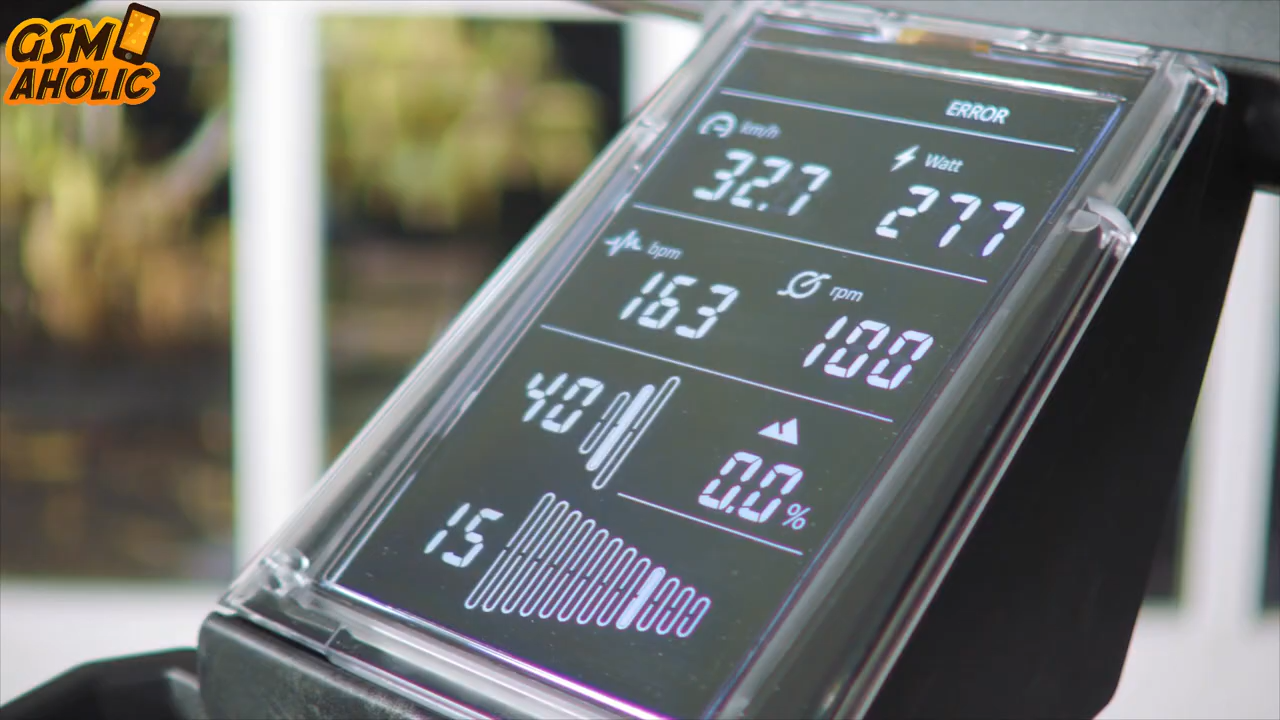 GSM
AHOLIC
ERROR
km/h
Watt
32.7
277
bpm
rpm
163
100
40
0.0%
15